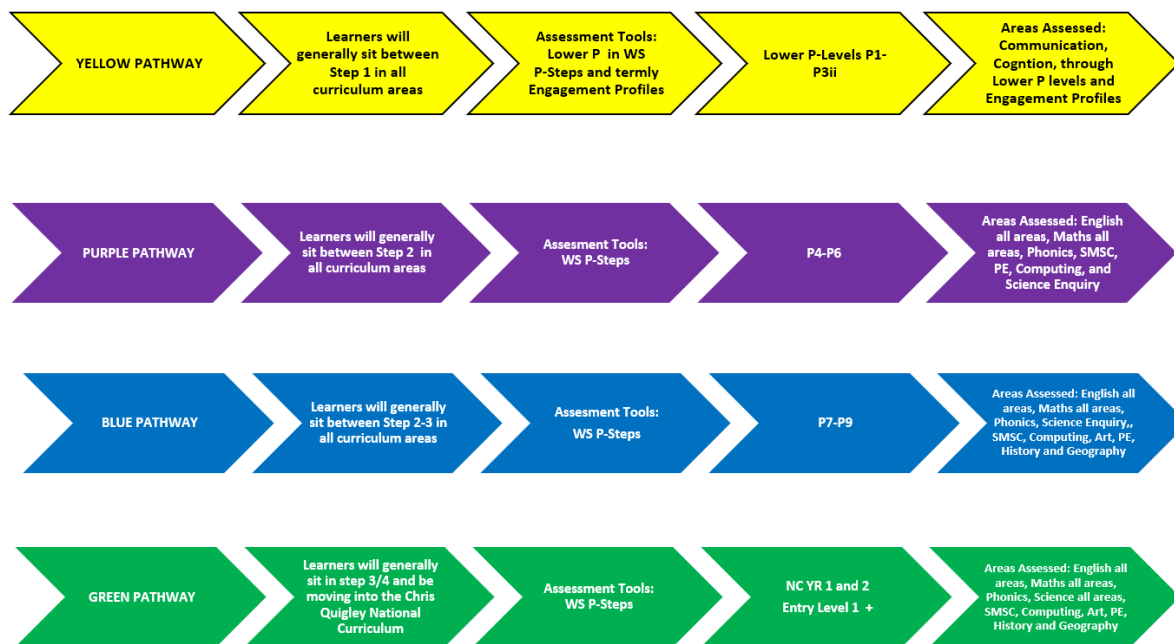 YELLOW PATHWAY
Learners will
generally sit between
Step 1 in all
curriculum areas
Assessment Tools:
Lower P in WS
P-Steps and termly
Engagement Profiles
Lower P-Levels P1-
P3ii
Areas Assessed:
Communication,
Cogntion, through
Lower P levels and
Engagement Profiles
PURPLE PATHWAY
Learners will generally
sit between Step 2 in
all curriculum areas
Assesment Tools:
WS P-Steps
P4-P6
Areas Assessed: English
all areas, Maths all
areas, Phonics, SMSC,
PE, Computing, and
Science Enquiry
BLUE PATHWAY
Learners will generally
sit between Step 2-3 in
all curriculum areas
Assesment Tools:
WS P-Steps
P7-P9
Areas Assessed: English all
areas, Maths all areas,
Phonics, Science Enquiry,,
SMSC, Computing, Art, PE,
History and Geography
GREEN PATHWAY
Learners will generally
sit in step 3/4 and be
moving into the Chris
Quigley National
Curriculum
Assessment Tools:
WS P-Steps
NC YR 1 and 2
Entry Level 1 +
Areas Assessed: English all
areas, Maths all areas,
Phonics, Science all areas,
SMSC, Computing, Art, PE,
History and Geography